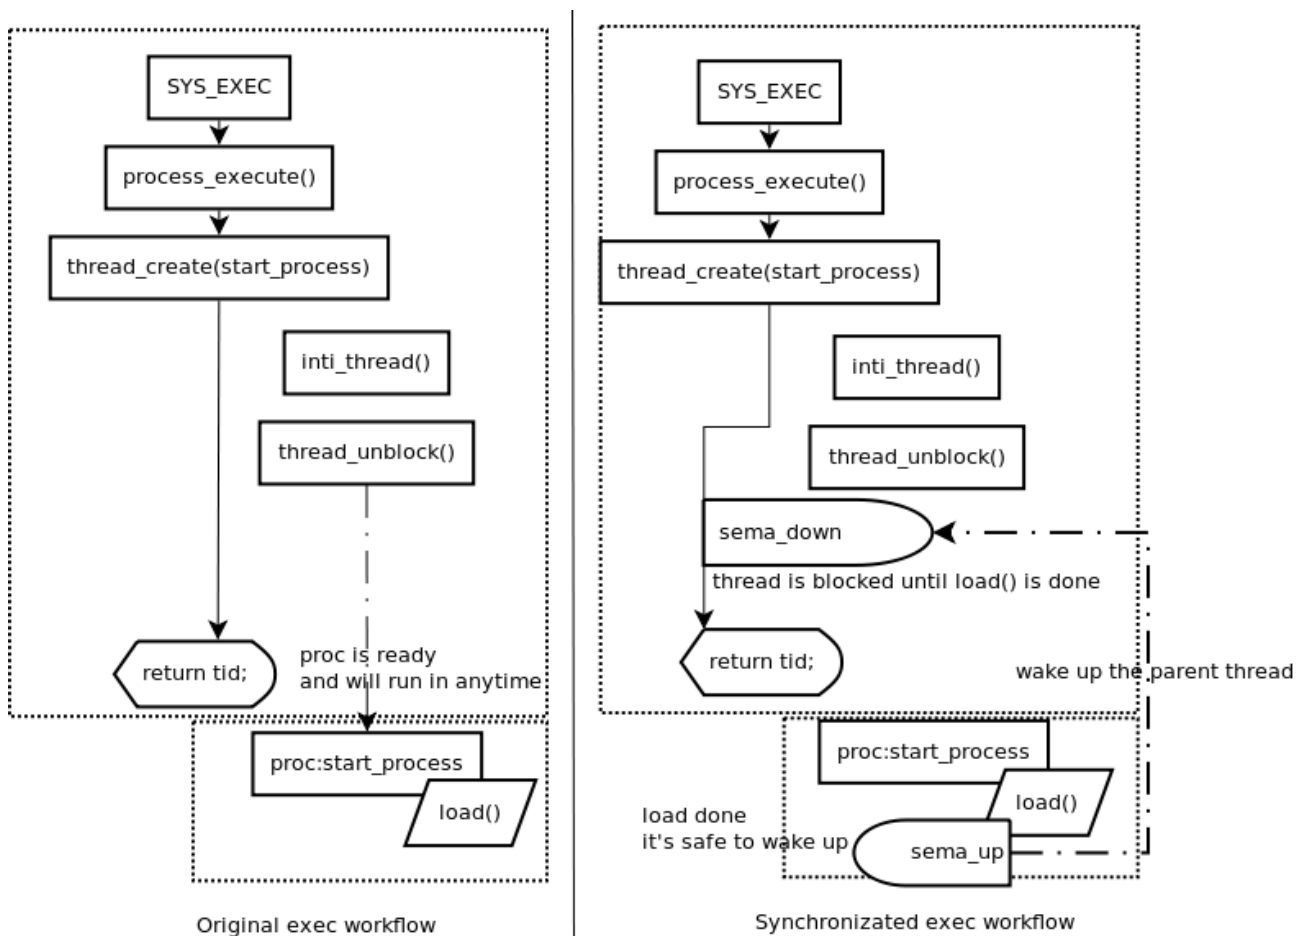 SYS_EXEC
process_execute()
thread_create(start_process)
inti_thread()
thread_unblock()
return tid;
proc is ready
and will run in anytime
proc:start_process
load()
Original exec workflow
SYS_EXEC
process_execute()
thread_create(start_process)
inti_thread()
thread_unblock()
sema_down
thread is blocked until load() is done
return tid;
wake up the parent thread
proc:start_process
load()
load done
it's safe to wake up
sema_up
Synchronizated exec workflow